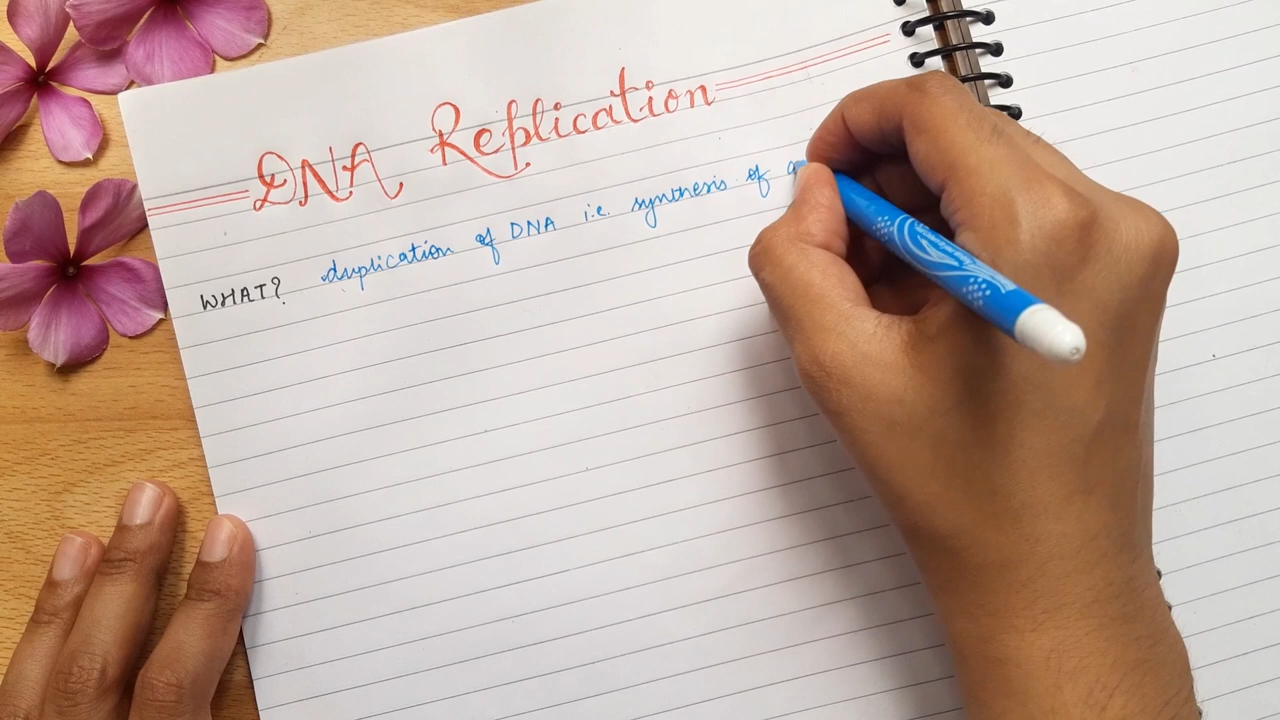 DNA Replication
WHAT? duplication of DNA i.e. synthesis of